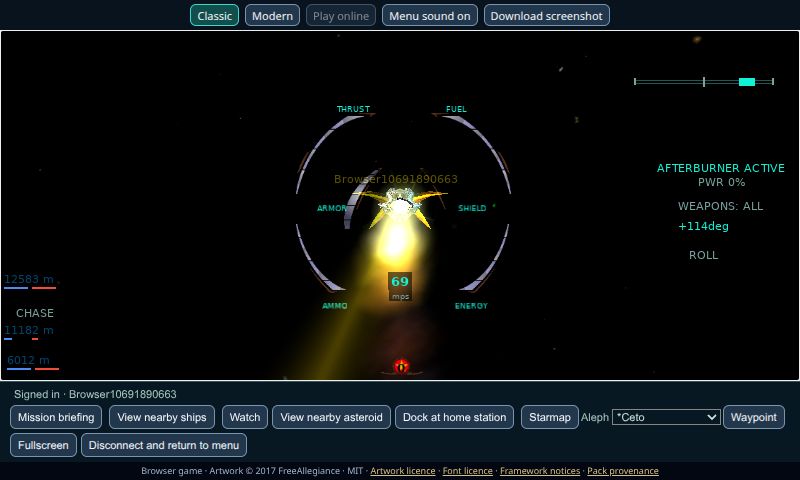 Classic Modern Play online Menu sound on Download screenshot
THRUST FUEL
AFTERBURNER ACTIVE
PWR 0%
Browser10691890663
ARMOR SHIELD
WEAPONS: ALL
+114deg
ROLL
12583 m
69
mps
AMMO ENERGY
CHASE
11182 m
6012 m
Signed in · Browser10691890663
Mission briefing View nearby ships Watch View nearby asteroid Dock at home station Starmap Aleph *Ceto Waypoint
Fullscreen Disconnect and return to menu
Browser game · Artwork © 2017 FreeAllegiance · MIT · Artwork licence · Font licence · Framework notices · Pack provenance